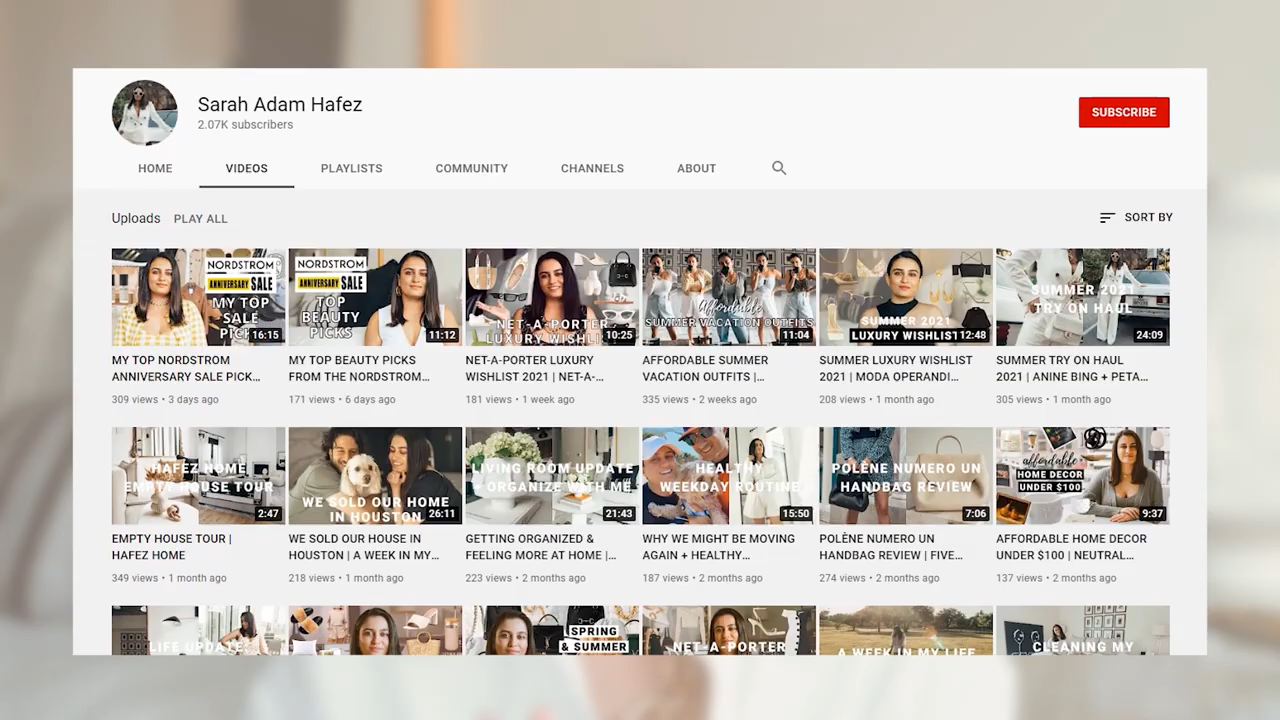 Sarah Adam Hafez
2.07K subscribers
SUBSCRIBE
HOME VIDEOS PLAYLISTS COMMUNITY CHANNELS ABOUT
Uploads PLAY ALL SORT BY
NORDSTROM
ANNIVERSARY SALE
MY TOP
SALE
16:15
NORDSTROM
ANNIVERSARY SALE
TOP
BEAUTY
PICKS
11:12
NET-A-PORTER
LUXURY WISHLI
10:25
Affordable
SUMMER VACATION OUTFITS
11:04
SUMMER 2021
LUXURY WISHLIST
12:48
SUMMER 2021
TRY ON HAUL
24:09
MY TOP NORDSTROM
ANNIVERSARY SALE PICK...
309 views • 3 days ago
MY TOP BEAUTY PICKS
FROM THE NORDSTROM...
171 views • 6 days ago
NET-A-PORTER LUXURY
WISHLIST 2021 | NET-A-...
181 views • 1 week ago
AFFORDABLE SUMMER
VACATION OUTFITS |...
335 views • 2 weeks ago
SUMMER LUXURY WISHLIST
2021 | MODA OPERANDI...
208 views • 1 month ago
SUMMER TRY ON HAUL
2021 | ANINE BING + PETA...
305 views • 1 month ago
HAFEZ HOME
EMPTY HOUSE TOUR
2:47
WE SOLD OUR HOME
IN HOUSTON
26:11
LIVING ROOM UPDATE
+ ORGANIZE WITH ME
21:43
HEALTHY
WEEKDAY ROUTINE
15:50
POLÈNE NUMERO UN
HANDBAG REVIEW
7:06
affordable
HOME DECOR
UNDER $100
9:37
EMPTY HOUSE TOUR |
HAFEZ HOME
349 views • 1 month ago
WE SOLD OUR HOUSE IN
HOUSTON | A WEEK IN MY...
218 views • 1 month ago
GETTING ORGANIZED &
FEELING MORE AT HOME |...
223 views • 2 months ago
WHY WE MIGHT BE MOVING
AGAIN + HEALTHY...
187 views • 2 months ago
POLÈNE NUMERO UN
HANDBAG REVIEW | FIVE...
274 views • 2 months ago
AFFORDABLE HOME DECOR
UNDER $100 | NEUTRAL...
137 views • 2 months ago
LIFE UPDATE
SPRING
& SUMMER
NET-A-PORTER
A WEEK IN MY LIFE
CLEANING MY